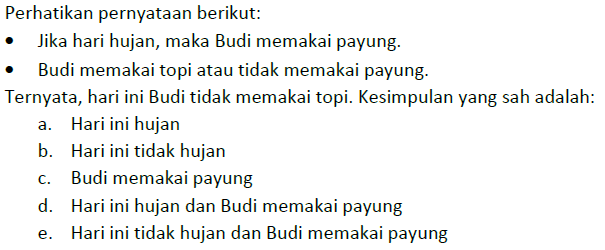 Perhatikan pernyataan berikut:
• Jika hari hujan, maka Budi memakai payung.
• Budi memakai topi atau tidak memakai payung.
Ternyata, hari ini Budi tidak memakai topi. Kesimpulan yang sah adalah:
a. Hari ini hujan
b. Hari ini tidak hujan
c. Budi memakai payung
d. Hari ini hujan dan Budi memakai payung
e. Hari ini tidak hujan dan Budi memakai payung